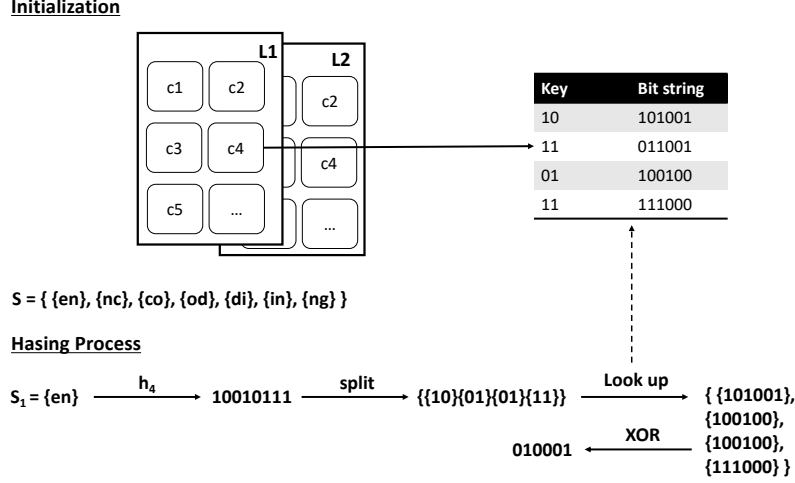 Initialization
L1
L2
c1 c2
c2
c3 c4
c4
c5 ...
...
Key Bit string
10 101001
11 011001
01 100100
11 111000
S = { {en}, {nc}, {co}, {od}, {di}, {in}, {ng} }
Hasing Process
S1 = {en} h4 10010111 split {{10}{01}{01}{11}} Look up { {101001},
{100100},
{100100},
{111000} }
010001 XOR